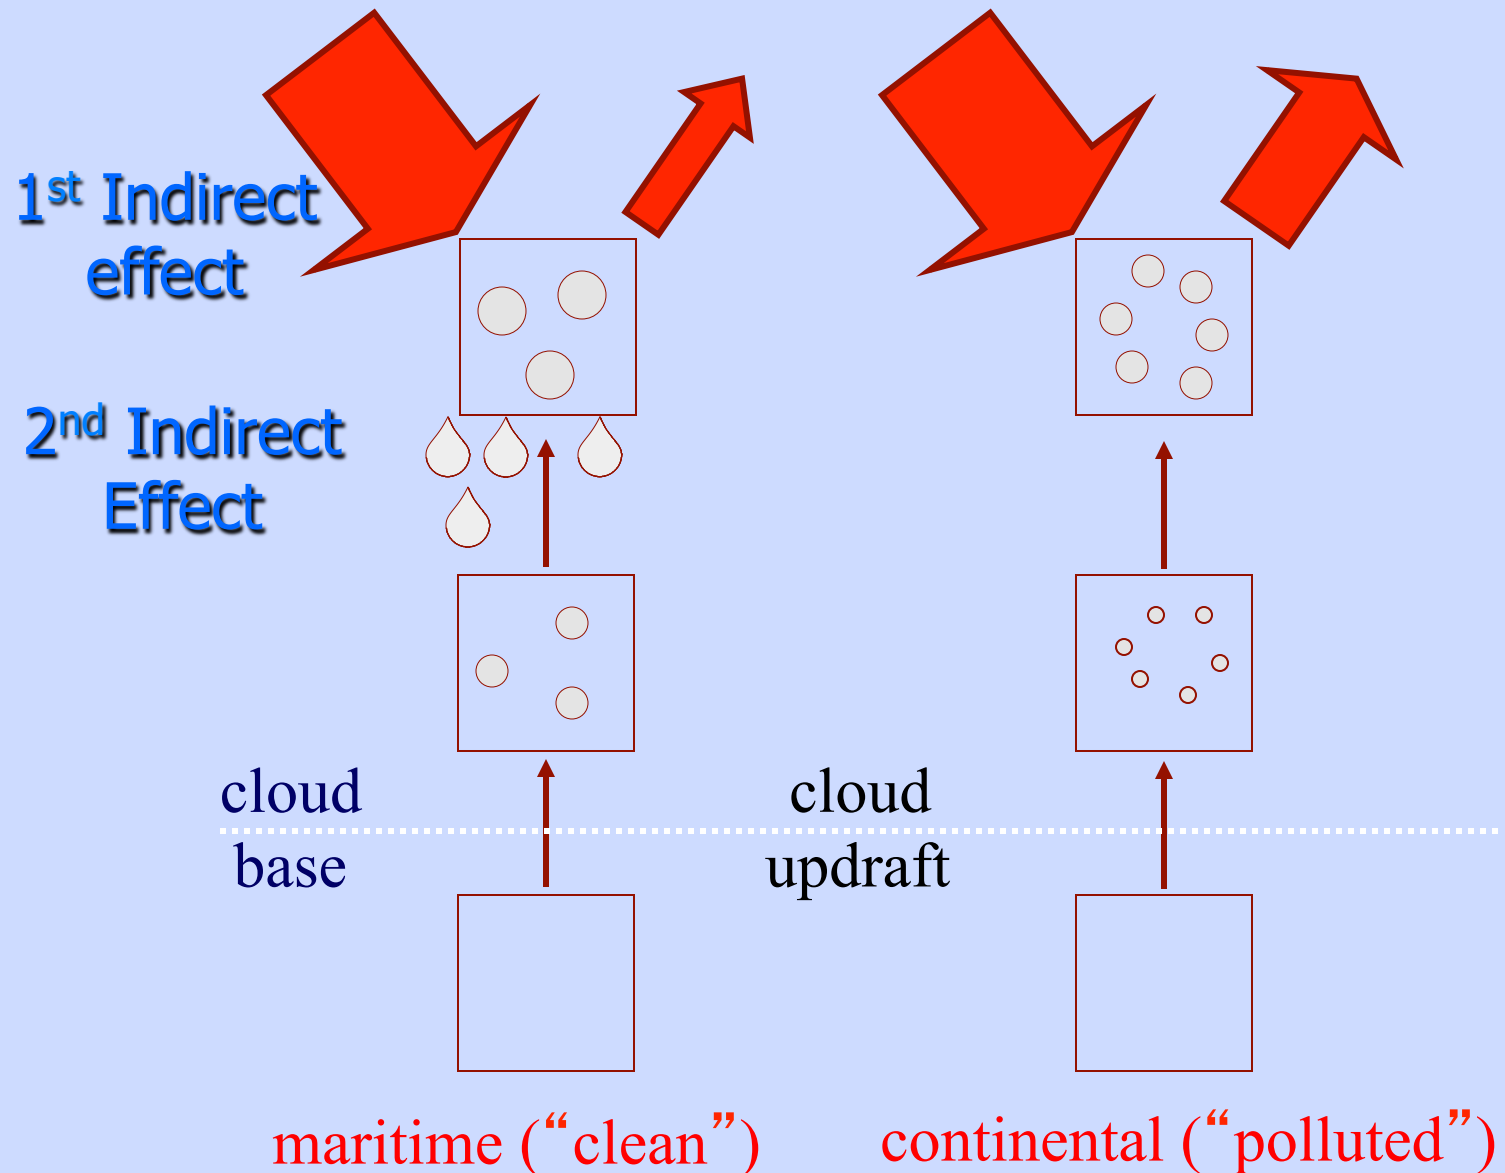 1st Indirect
effect
2nd Indirect
Effect
cloud
base
cloud
updraft
maritime (“clean”)
continental (“polluted”)